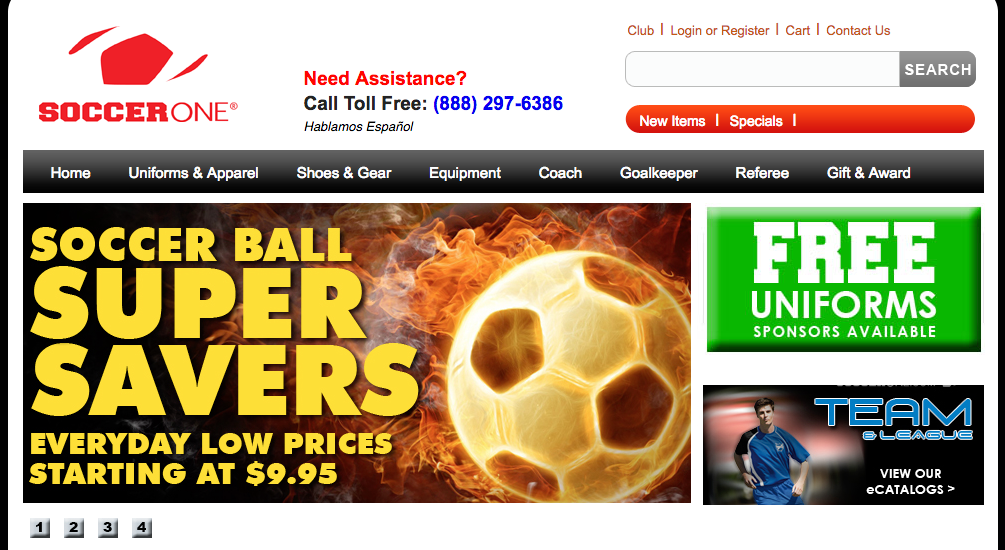 Club | Login or Register | Cart | Contact Us
SOCCERONE®
Need Assistance?
Call Toll Free: (888) 297-6386
Hablamos Español
SEARCH
New Items | Specials |
Home Uniforms & Apparel Shoes & Gear Equipment Coach Goalkeeper Referee Gift & Award
SOCCER BALL
SUPER
SAVERS
EVERYDAY LOW PRICES
STARTING AT $9.95
FREE
UNIFORMS
SPONSORS AVAILABLE
TEAM
& LEAGUE
VIEW OUR
eCATALOGS >
1 2 3 4